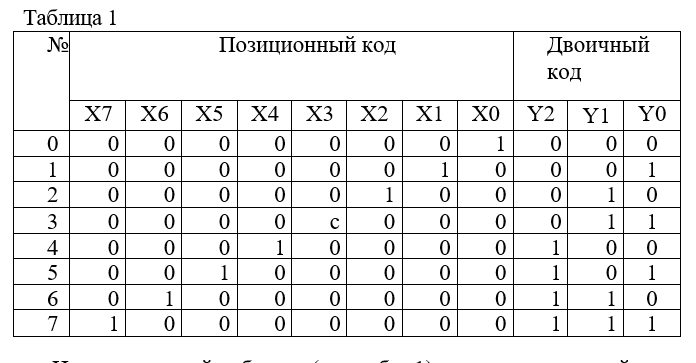 Таблица 1
№ Позиционный код Двоичный код
X7 X6 X5 X4 X3 X2 X1 X0 Y2 Y1 Y0
0 0 0 0 0 0 0 0 1 0 0 0
1 0 0 0 0 0 0 1 0 0 0 1
2 0 0 0 0 0 1 0 0 0 1 0
3 0 0 0 0 с 0 0 0 0 1 1
4 0 0 0 1 0 0 0 0 1 0 0
5 0 0 1 0 0 0 0 0 1 0 1
6 0 1 0 0 0 0 0 0 1 1 0
7 1 0 0 0 0 0 0 0 1 1 1